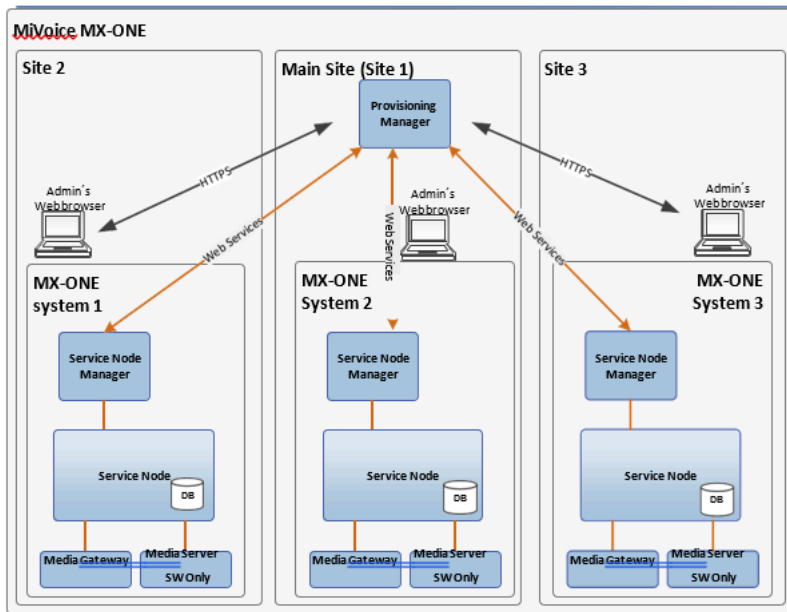 MiVoice MX-ONE
Site 2
Main Site (Site 1)
Site 3
Provisioning
Manager
HTTPS
HTTPS
Admin´s
Webbrowser
Admin´s
Webbrowser
Admin´s
Webbrowser
Web Services
Web Services
Web Services
MX-ONE
system 1
MX-ONE
System 2
MX-ONE
System 3
Service Node
Manager
Service Node
Manager
Service Node
Manager
Service Node
DB
Service Node
DB
Service Node
DB
Media Gateway
Media Server
SW Only
Media Gateway
Media Server
SW Only
Media Gateway
Media Server
SW Only